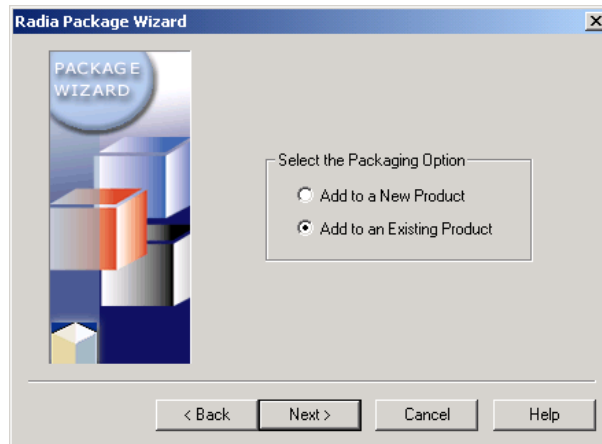 Radia Package Wizard
PACKAGE
WIZARD
Select the Packaging Option
Add to a New Product
Add to an Existing Product
< Back
Next >
Cancel
Help